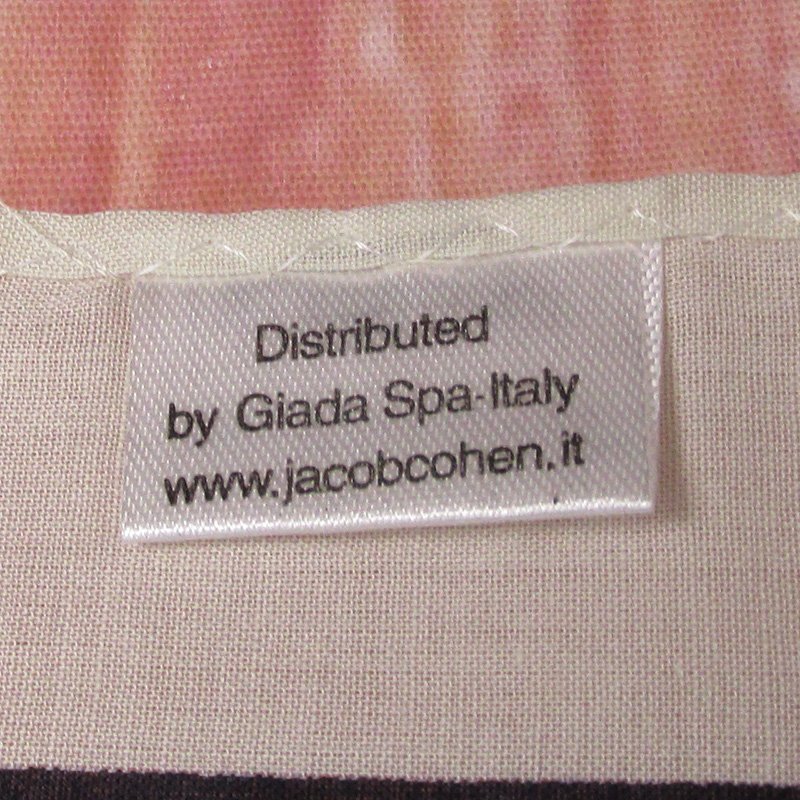 Distributed
by Giada Spa-Italy
www.jacobcohen.it